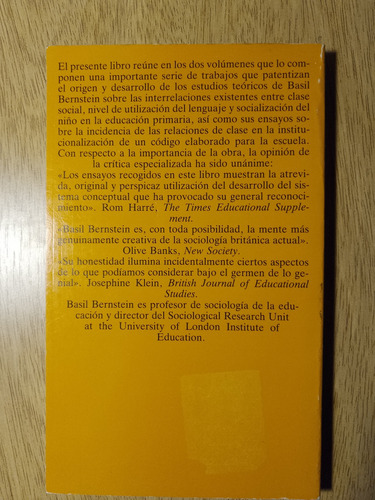 El presente libro reúne en los dos volúmenes que lo com-
ponen una importante serie de trabajos que patentizan
el origen y desarrollo de los estudios teóricos de Basil
Bernstein sobre las interrelaciones existentes entre clase
social, nivel de utilización del lenguaje y socialización del
niño en la educación primaria, así como sus ensayos so-
bre la incidencia de las relaciones de clase en la institu-
cionalización de un código elaborado para la escuela.
Con respecto a la importancia de la obra, la opinión de
la crítica especializada ha sido unánime:
«Los ensayos recogidos en este libro muestran la atrevi-
da, original y perspicaz utilización del desarrollo del sis-
tema conceptual que ha provocado su general reconoci-
miento». Rom Harré, The Times Educational Supple-
ment.
«Basil Bernstein es, con toda posibilidad, la mente más
genuinamente creativa de la sociología británica actual».
Olive Banks, New Society.
«Su honestidad ilumina incidentalmente ciertos aspectos
de lo que podíamos considerar bajo el germen de lo ge-
nial». Josephine Klein, British Journal of Educational
Studies.
Basil Bernstein es profesor de sociología de la edu-
cación y director del Sociological Research Unit
at the University of London Institute of
Education.